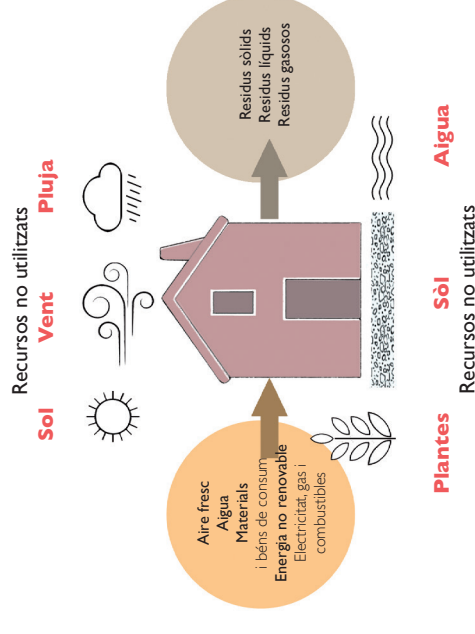 Recursos no utilitzats
Sol Vent Pluja
Aire fresc
Aigua
Materials
i béns de consum
Energia no renovable
Electricitat, gas i
combustibles
Residus sòlids
Residus líquids
Residus gasosos
Plantes Sòl Aigua
Recursos no utilitzats